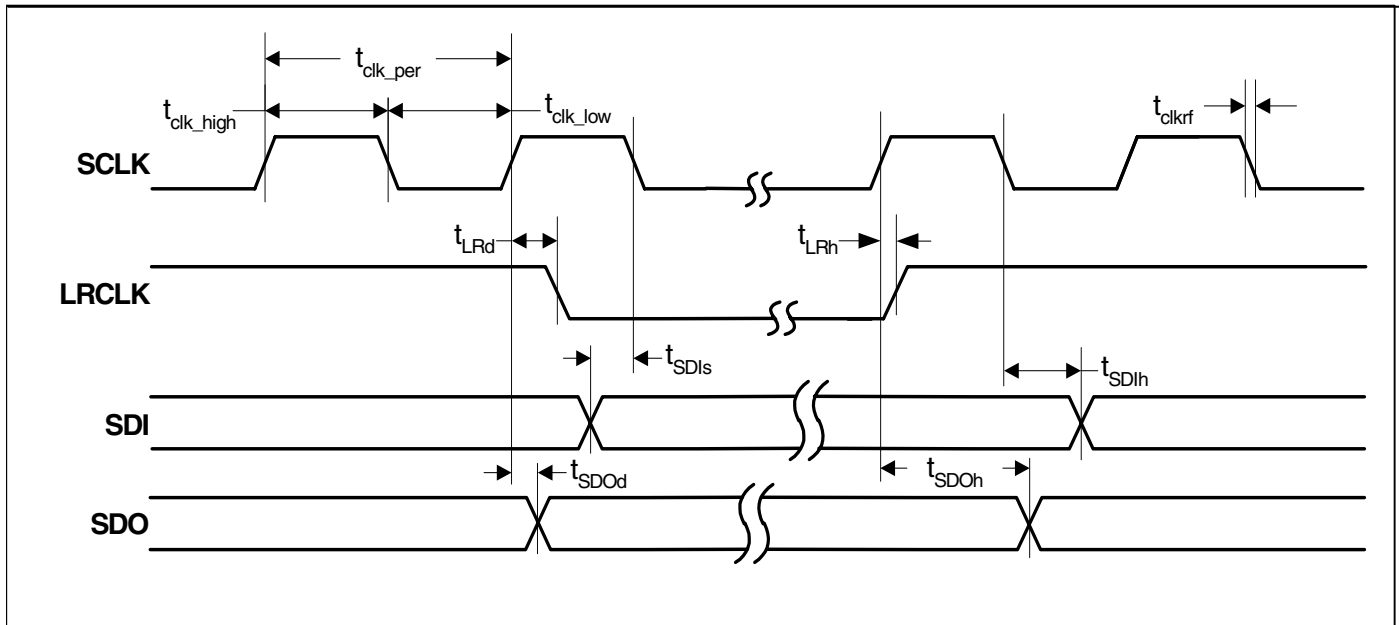 t_clk_per
t_clk_high t_clk_low t_clkrf
SCLK
t_LRd t_LRh
LRCLK
t_SDIs t_SDIh
SDI
t_SDOd t_SDOh
SDO